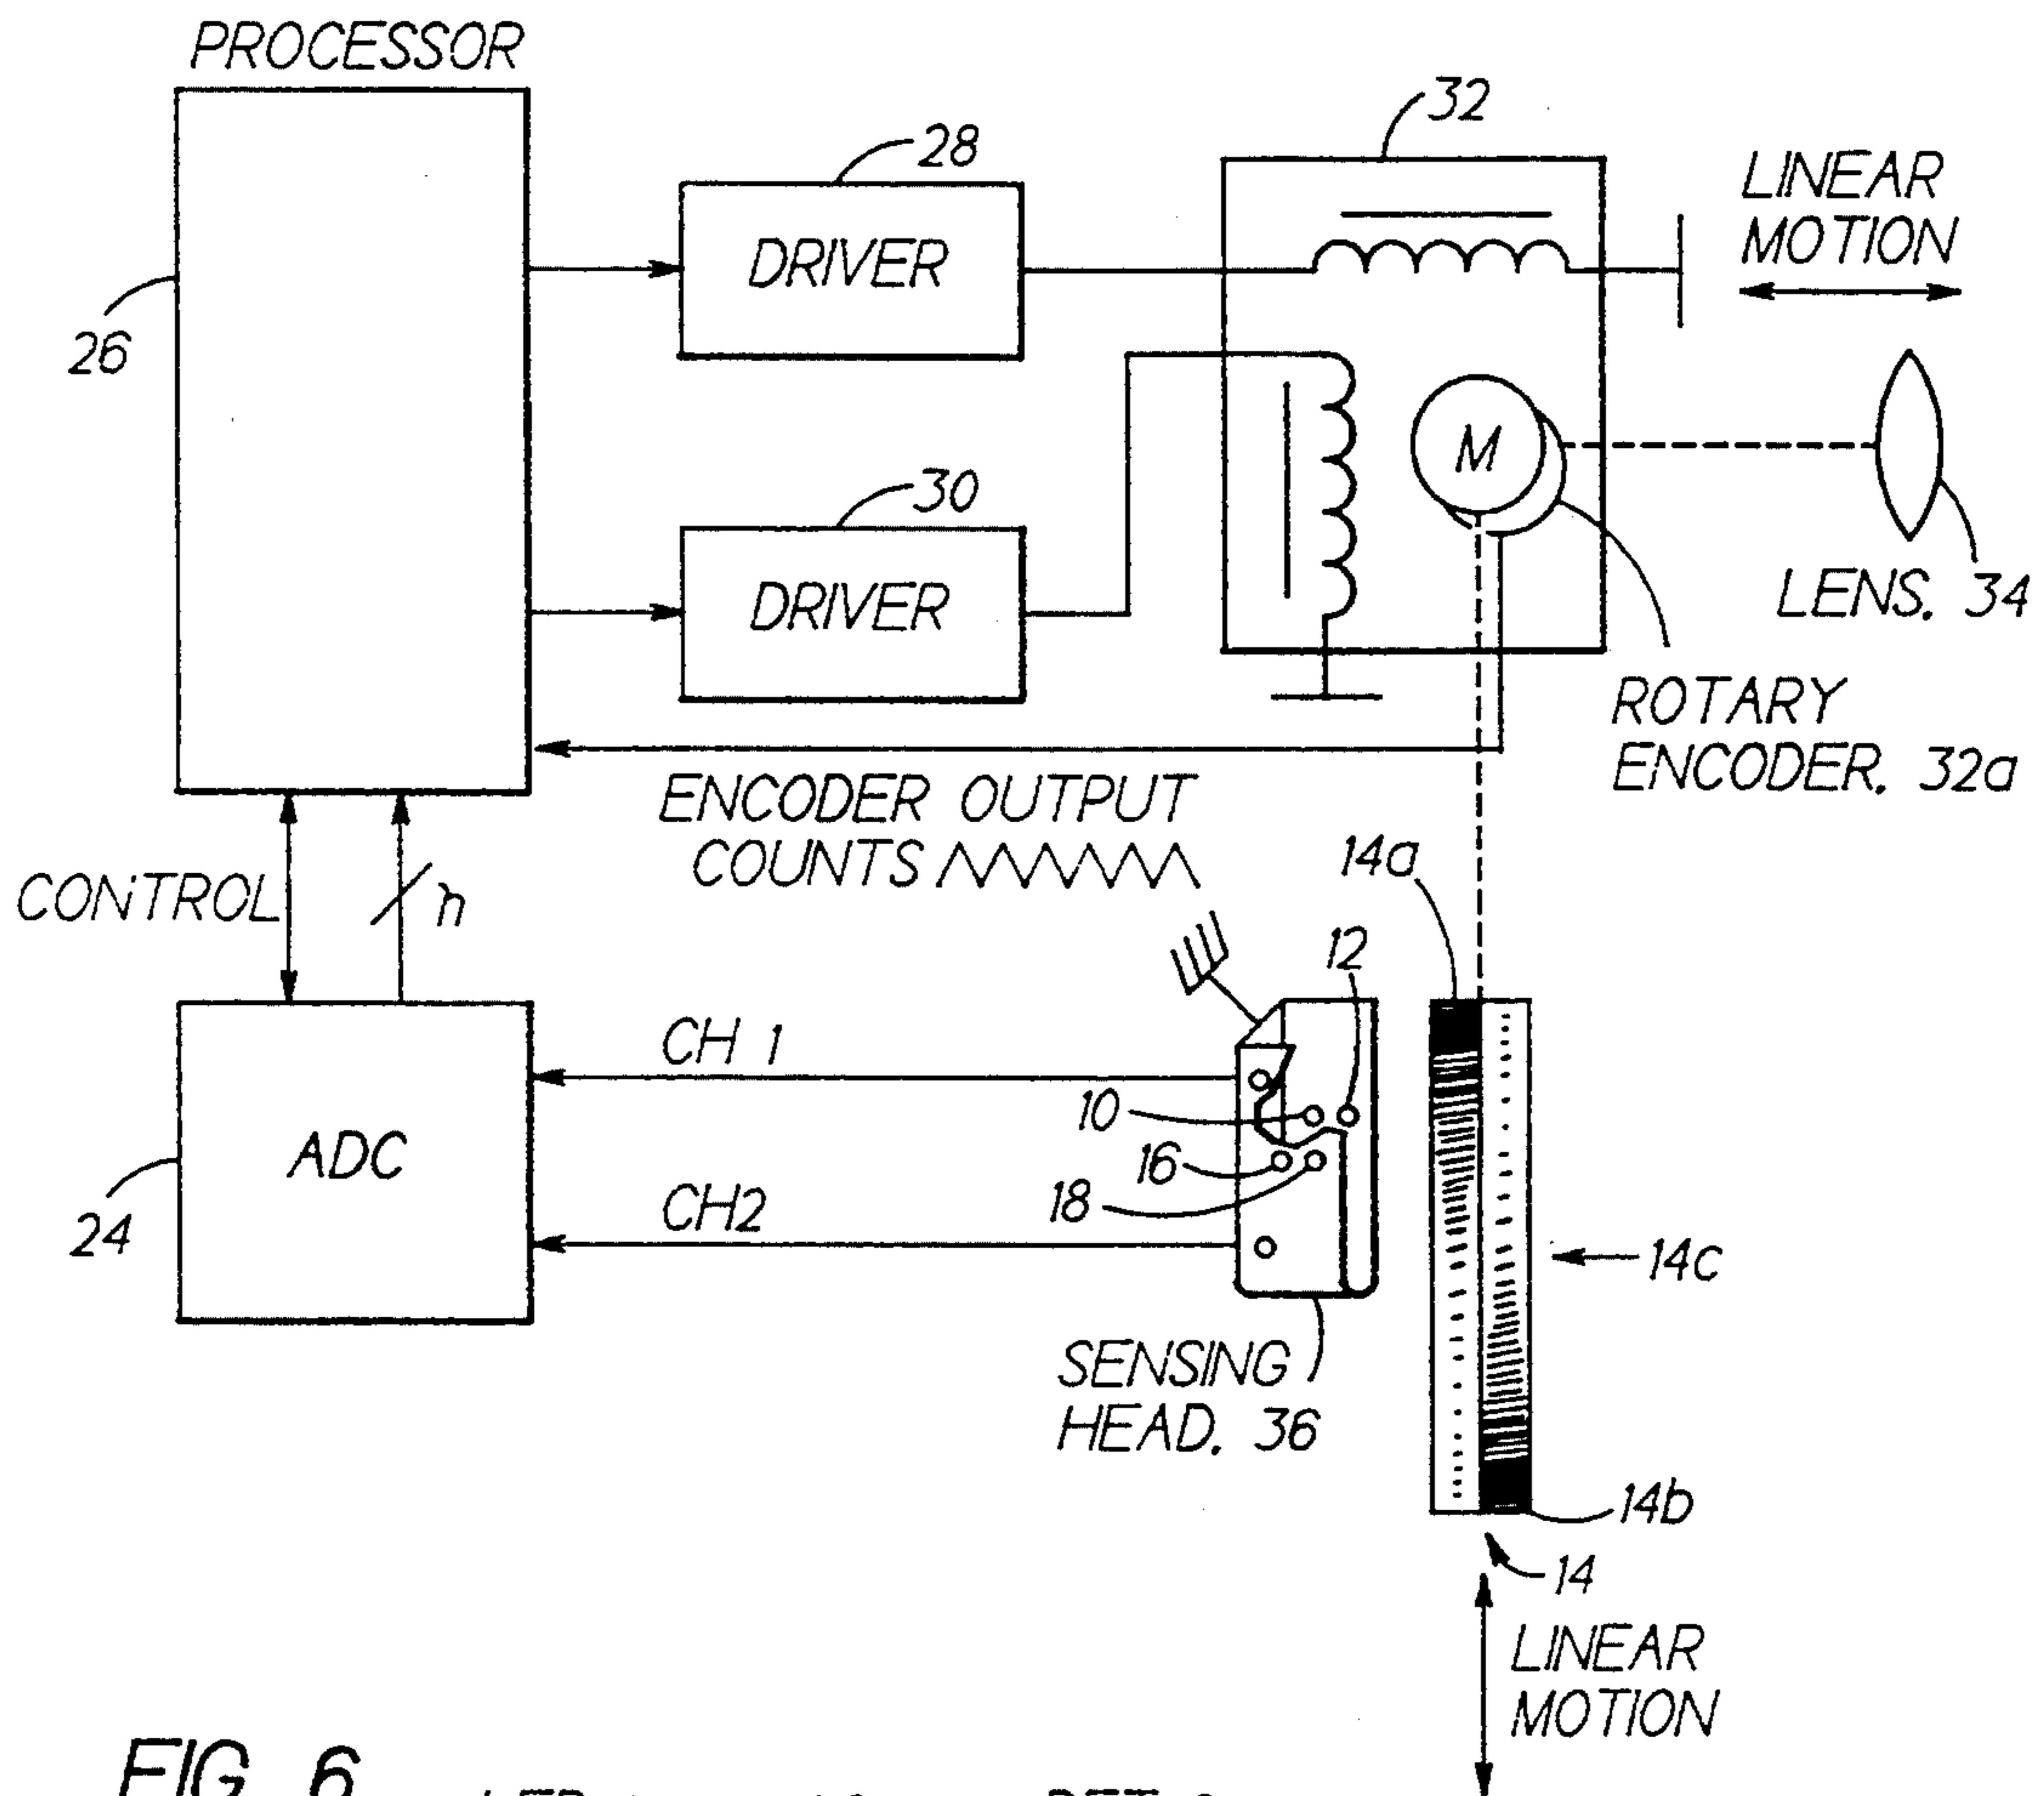 PROCESSOR
32
28
LINEAR
MOTION
DRIVER
26
M
30
LENS. 34
DRIVER
ROTARY
ENCODER. 32a
ENCODER OUTPUT
COUNTS
14a
CONTROL
n
12
CH 1
10
ADC
16
18
CH2
24
14c
SENSING
HEAD. 36
14b
14
LINEAR
MOTION
FIG. 6